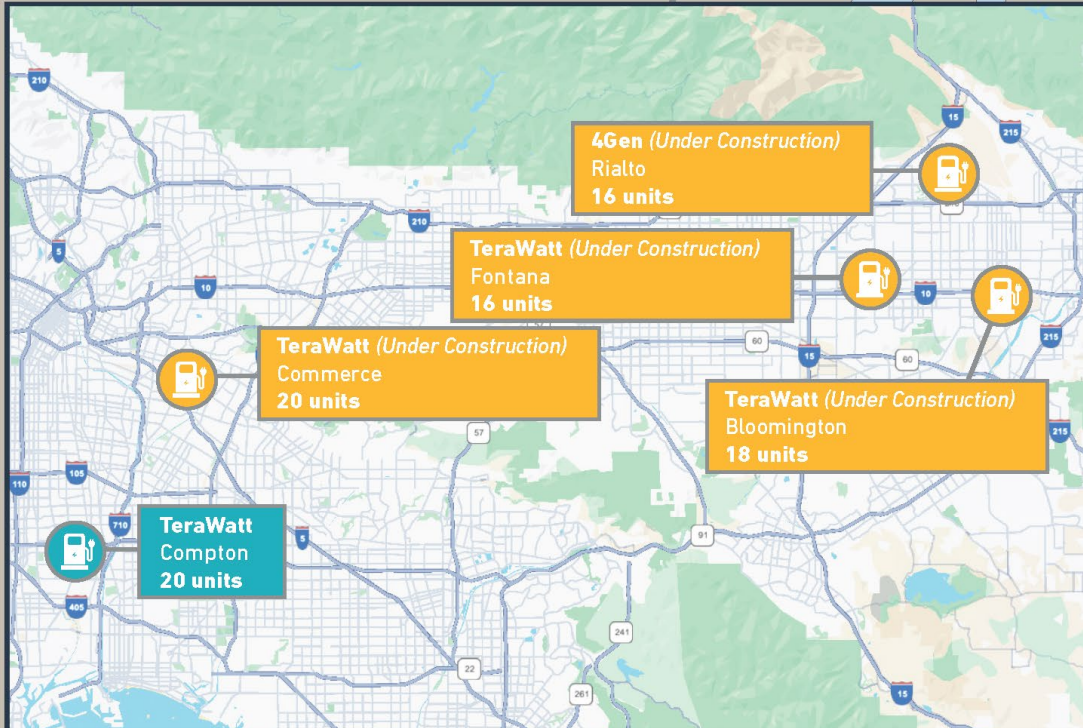 210
15
215
4Gen (Under Construction)
Rialto
16 units
210
5
TeraWatt (Under Construction)
Fontana
16 units
10
10
215
TeraWatt (Under Construction)
Commerce
20 units
60
15
60
TeraWatt (Under Construction)
Bloomington
18 units
57
215
105
110
710
TeraWatt
Compton
20 units
5
91
405
241
22
261
15